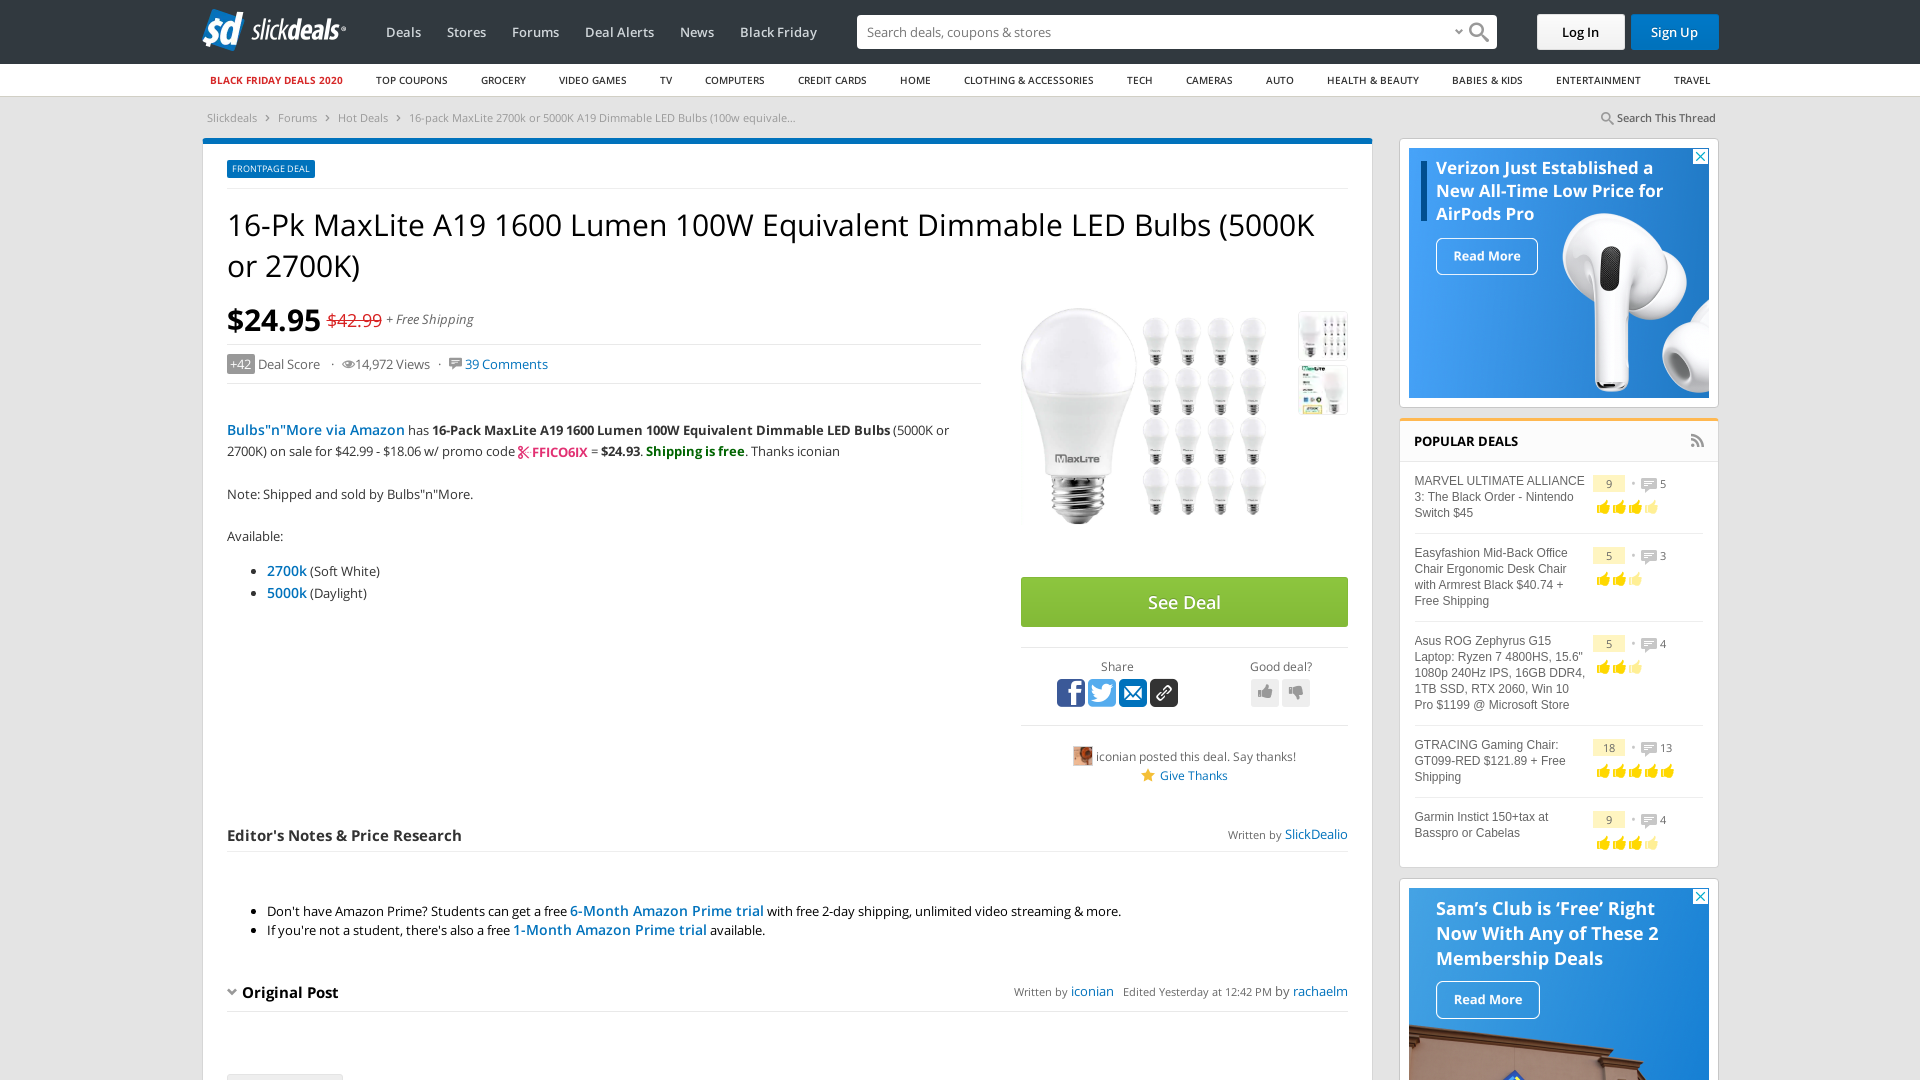 sd slickdeals
Deals
Stores
Forums
Deal Alerts
News
Black Friday
Search deals, coupons & stores
Log In
Sign Up
BLACK FRIDAY DEALS 2020
TOP COUPONS
GROCERY
VIDEO GAMES
TV
COMPUTERS
CREDIT CARDS
HOME
CLOTHING & ACCESSORIES
TECH
CAMERAS
AUTO
HEALTH & BEAUTY
BABIES & KIDS
ENTERTAINMENT
TRAVEL
Slickdeals › Forums › Hot Deals › 16-pack MaxLite 2700k or 5000K A19 Dimmable LED Bulbs (100w equivale...
Search This Thread
FRONTPAGE DEAL
16-Pk MaxLite A19 1600 Lumen 100W Equivalent Dimmable LED Bulbs (5000K
or 2700K)
$24.95 $42.99 + Free Shipping
+42 Deal Score · 14,972 Views · 39 Comments
Bulbs"n"More via Amazon has 16-Pack MaxLite A19 1600 Lumen 100W Equivalent Dimmable LED Bulbs (5000K or
2700K) on sale for $42.99 - $18.06 w/ promo code FFICO6IX = $24.93. Shipping is free. Thanks iconian
Note: Shipped and sold by Bulbs"n"More.
Available:
• 2700k (Soft White)
• 5000k (Daylight)
MAXLITE
See Deal
Share
Good deal?
iconian posted this deal. Say thanks!
Give Thanks
Editor's Notes & Price Research
Written by SlickDealio
• Don't have Amazon Prime? Students can get a free 6-Month Amazon Prime trial with free 2-day shipping, unlimited video streaming & more.
• If you're not a student, there's also a free 1-Month Amazon Prime trial available.
Original Post
Written by iconian Edited Yesterday at 12:42 PM by rachaelm
Verizon Just Established a
New All-Time Low Price for
AirPods Pro
Read More
POPULAR DEALS
MARVEL ULTIMATE ALLIANCE
3: The Black Order - Nintendo
Switch $45
9 • 5
Easyfashion Mid-Back Office
Chair Ergonomic Desk Chair
with Armrest Black $40.74 +
Free Shipping
5 • 3
Asus ROG Zephyrus G15
Laptop: Ryzen 7 4800HS, 15.6"
1080p 240Hz IPS, 16GB DDR4,
1TB SSD, RTX 2060, Win 10
Pro $1199 @ Microsoft Store
5 • 4
GTRACING Gaming Chair:
GT099-RED $121.89 + Free
Shipping
18 • 13
Garmin Instict 150+tax at
Basspro or Cabelas
9 • 4
Sam's Club is 'Free' Right
Now With Any of These 2
Membership Deals
Read More